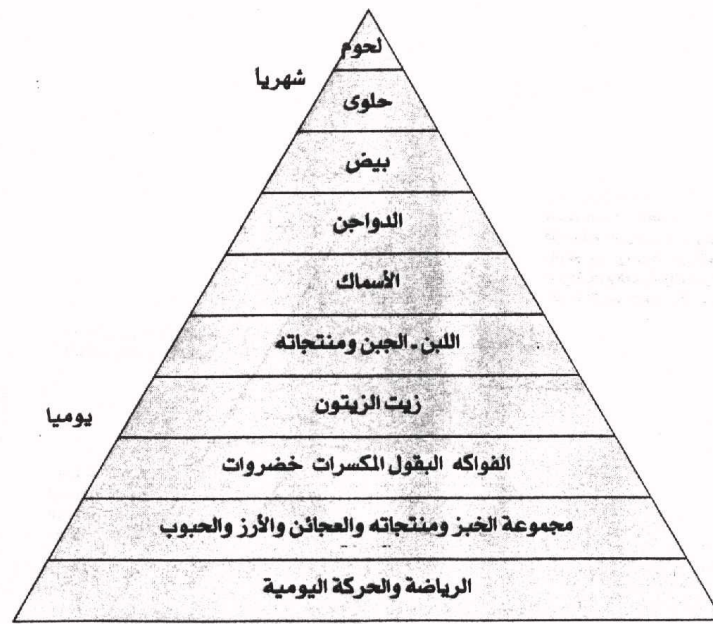 لحوم
شهريا
حلوى
بيض
الدواجن
الأسماك
اللبن - الجبن ومنتجاته
زيت الزيتون
يوميا
الفواكه البقول المكسرات خضروات
مجموعة الخبز ومنتجاته والعجائن والأرز والحبوب
الرياضة والحركة اليومية